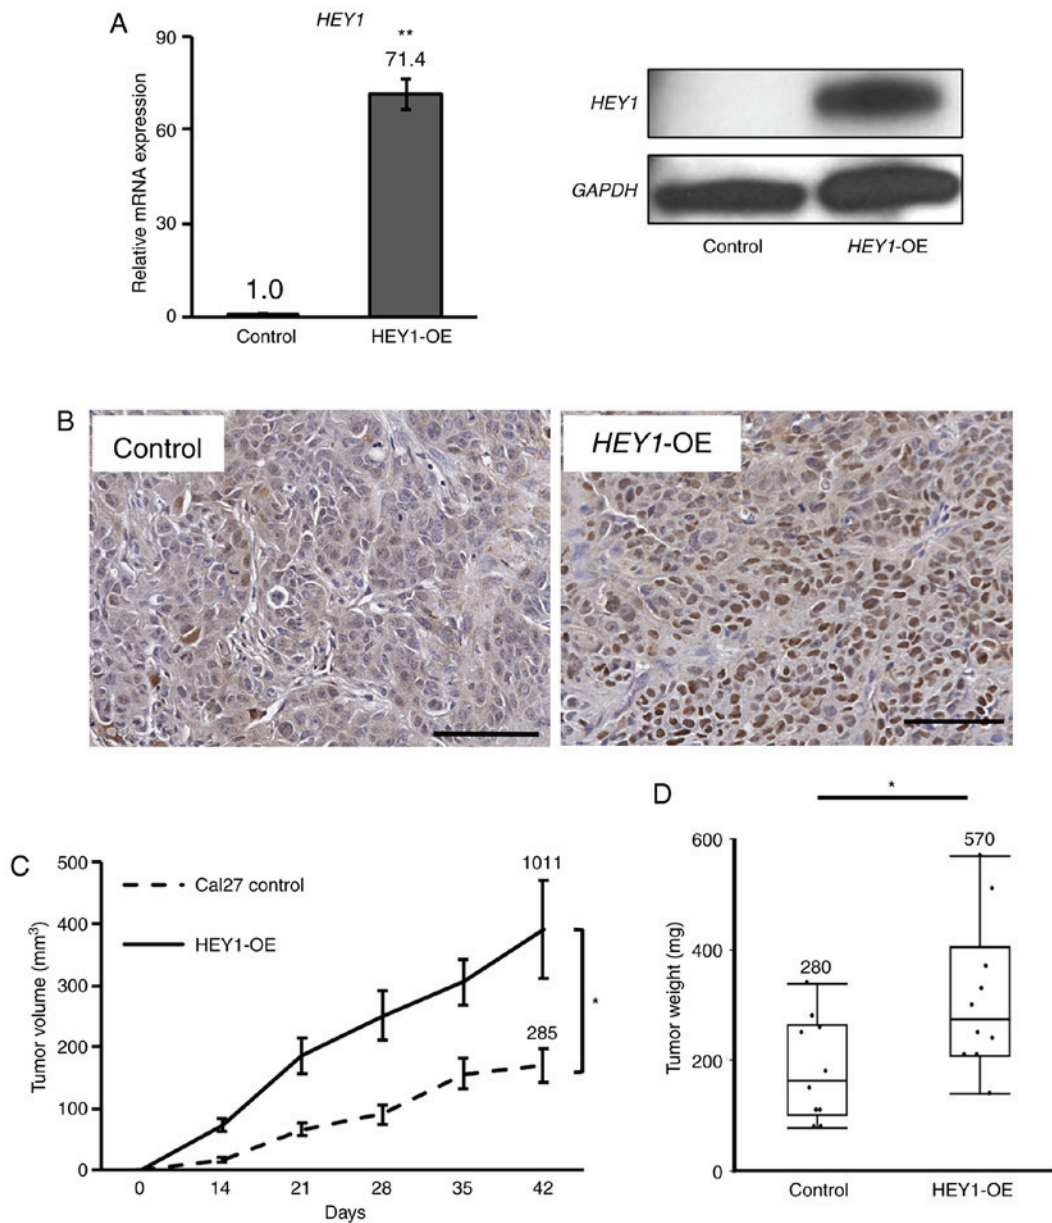 A
HEY1
**
90
71.4
60
30
0
1.0
Relative mRNA expression
Control
HEY1-OE
HEY1
GAPDH
Control
HEY1-OE
B
Control
HEY1-OE
C
500
400
300
200
100
0
Tumor volume (mm³)
Cal27 control
HEY1-OE
1011
285
*
0 14 21 28 35 42
Days
D
*
600
400
200
0
Tumor weight (mg)
280
570
Control
HEY1-OE